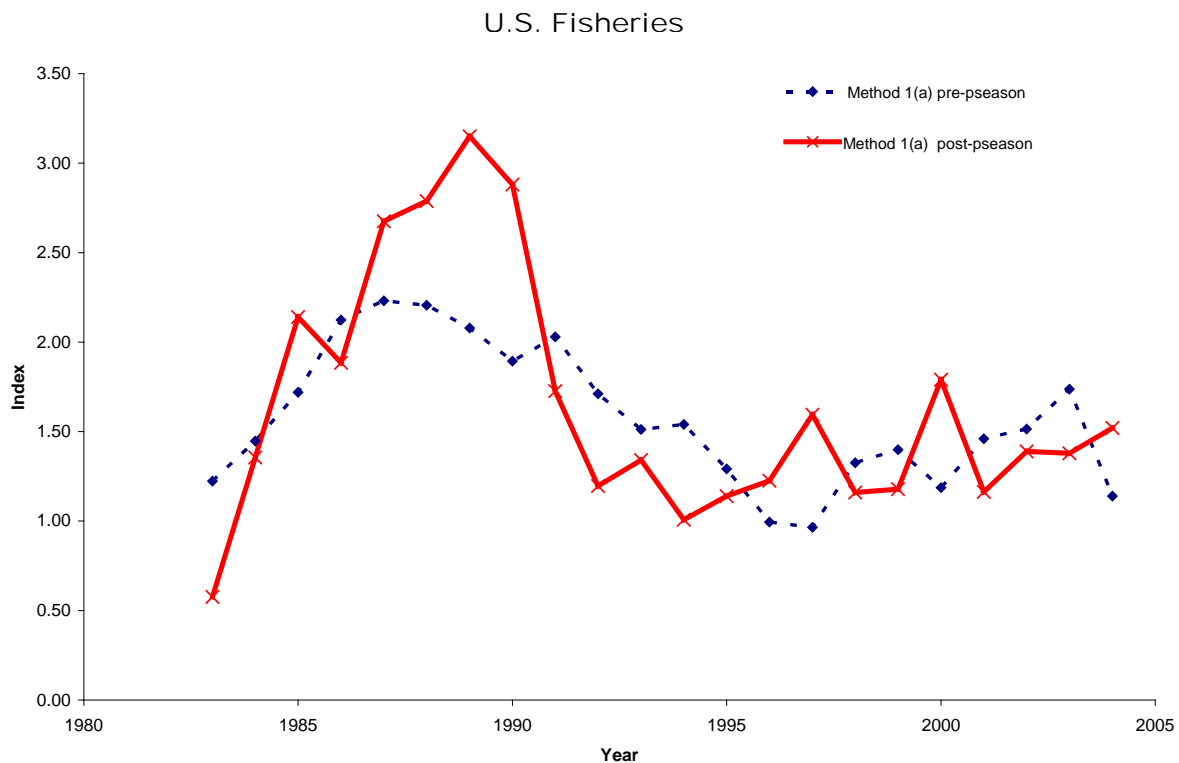 U.S. Fisheries
3.50
3.00
2.50
2.00
1.50
1.00
0.50
0.00
Index
Method 1(a) pre-pseason
Method 1(a) post-pseason
1980
1985
1990
1995
2000
2005
Year